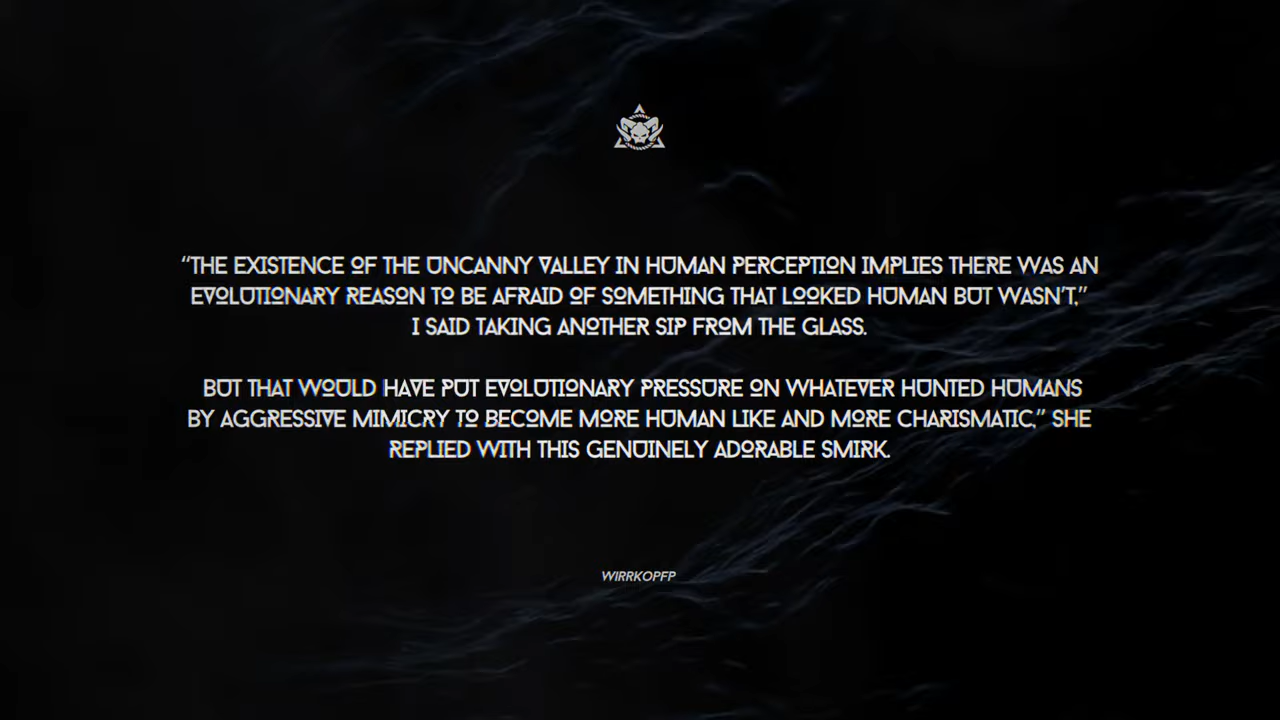 “THE EXISTENCE OF THE UNCANNY VALLEY IN HUMAN PERCEPTION IMPLIES THERE WAS AN
EVOLUTIONARY REASON TO BE AFRAID OF SOMETHING THAT LOOKED HUMAN BUT WASN'T,”
I SAID TAKING ANOTHER SIP FROM THE GLASS.
BUT THAT WOULD HAVE PUT EVOLUTIONARY PRESSURE ON WHATEVER HUNTED HUMANS
BY AGGRESSIVE MIMICRY TO BECOME MORE HUMAN LIKE AND MORE CHARISMATIC,” SHE
REPLIED WITH THIS GENUINELY ADORABLE SMIRK.
WIRRKOPFP